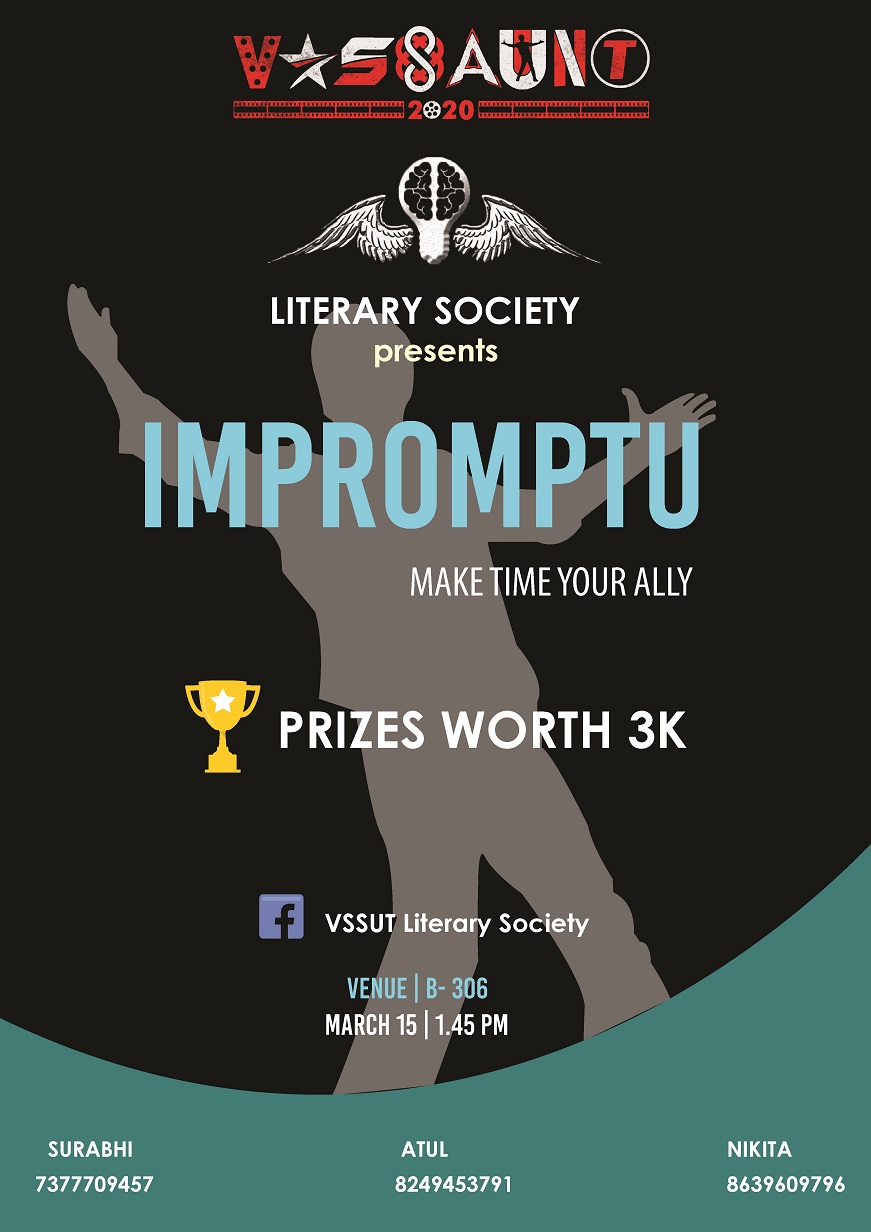 V★SSAUNT
2020
LITERARY SOCIETY
presents
IMPROMPTU
MAKE TIME YOUR ALLY
PRIZES WORTH 3K
VSSUT Literary Society
VENUE | B- 306
MARCH 15 | 1.45 PM
SURABHI ATUL NIKITA
7377709457 8249453791 8639609796